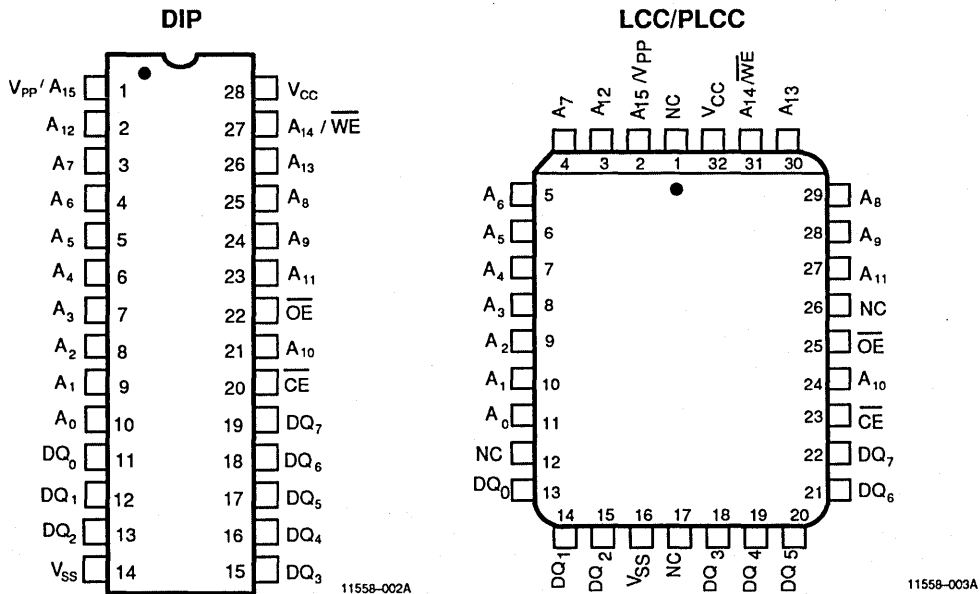 DIP
VPP / A15 1 28 VCC
A12 2 27 A14 / WE
A7 3 26 A13
A6 4 25 A8
A5 5 24 A9
A4 6 23 A11
A3 7 22 OE
A2 8 21 A10
A1 9 20 CE
A0 10 19 DQ7
DQ0 11 18 DQ6
DQ1 12 17 DQ5
DQ2 13 16 DQ4
VSS 14 15 DQ3
11558–002A
LCC/PLCC
A7 A12 A15 /VPP NC VCC A14 /WE A13
4 3 2 1 32 31 30
A6 5 29 A8
A5 6 28 A9
A4 7 27 A11
A3 8 26 NC
A2 9 25 OE
A1 10 24 A10
A0 11 23 CE
NC 12 22 DQ7
DQ0 13 21 DQ6
14 15 16 17 18 19 20
DQ1 DQ2 VSS NC DQ3 DQ4 DQ5
11558–003A